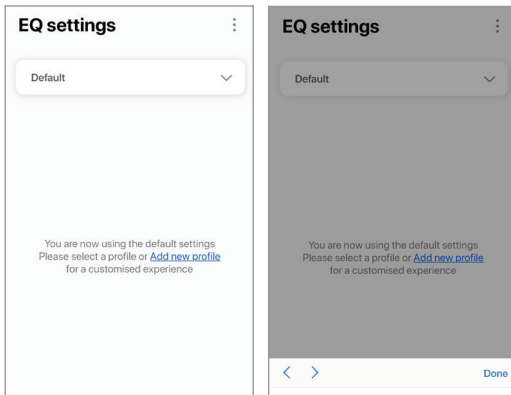 EQ settings
Default
You are now using the default settings
Please select a profile or Add new profile
for a customised experience
EQ settings
Default
You are now using the default settings
Please select a profile or Add new profile
for a customised experience
Done